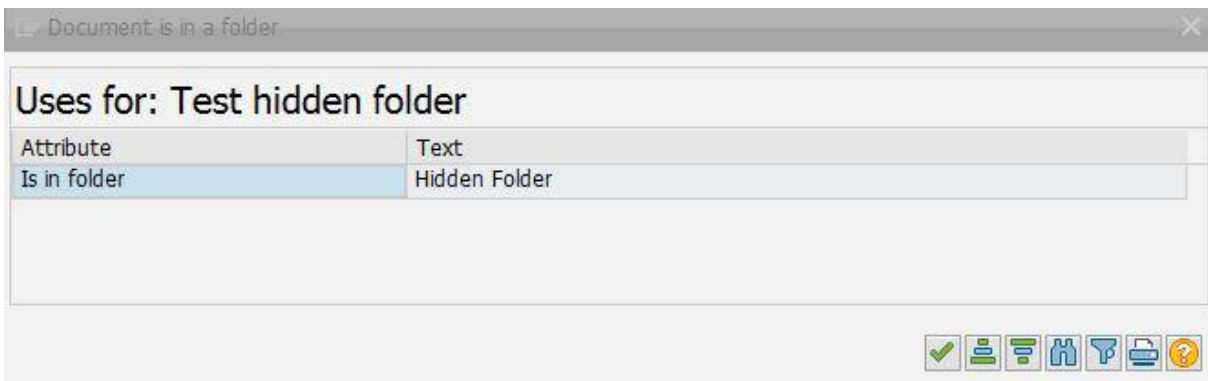 Document is in a folder
Uses for: Test hidden folder
Attribute Text
Is in folder Hidden Folder